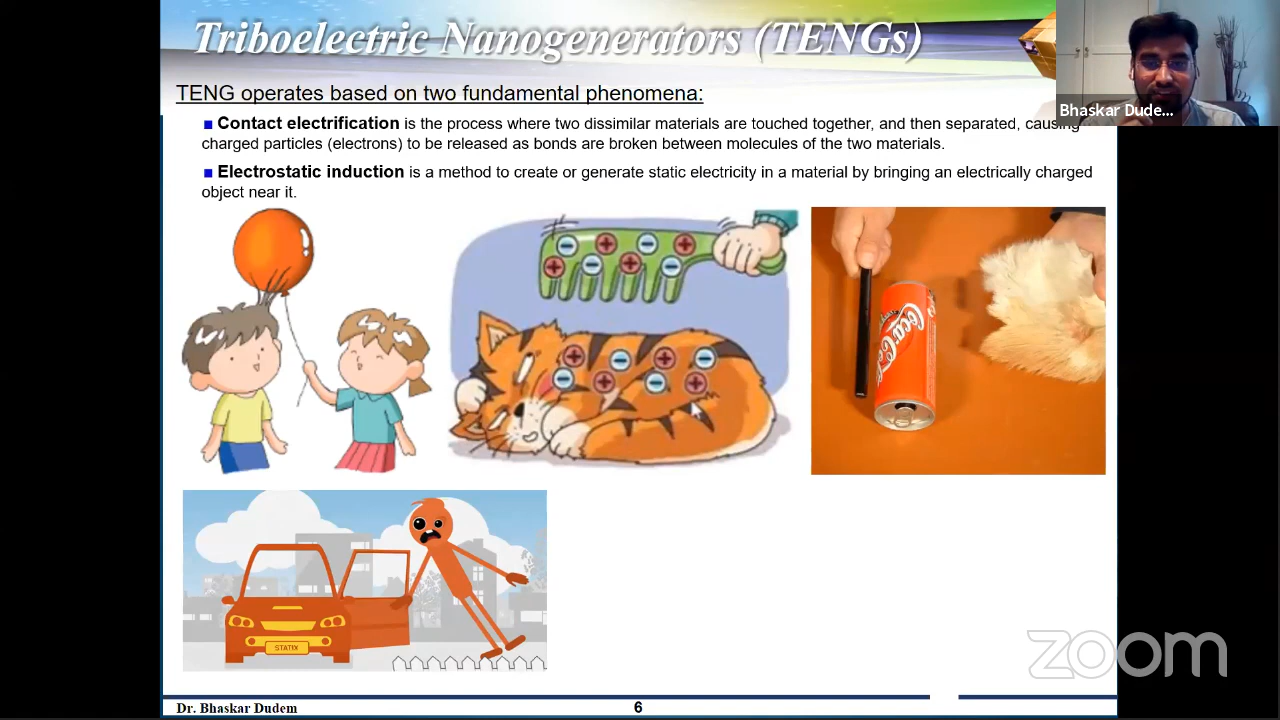 Triboelectric Nanogenerators (TENGs)
Bhaskar Dude...
TENG operates based on two fundamental phenomena:
Contact electrification is the process where two dissimilar materials are touched together, and then separated, causing
charged particles (electrons) to be released as bonds are broken between molecules of the two materials.
Electrostatic induction is a method to create or generate static electricity in a material by bringing an electrically charged
object near it.
Coca-Cola
STATIX
zoom
Dr. Bhaskar Dudem
6